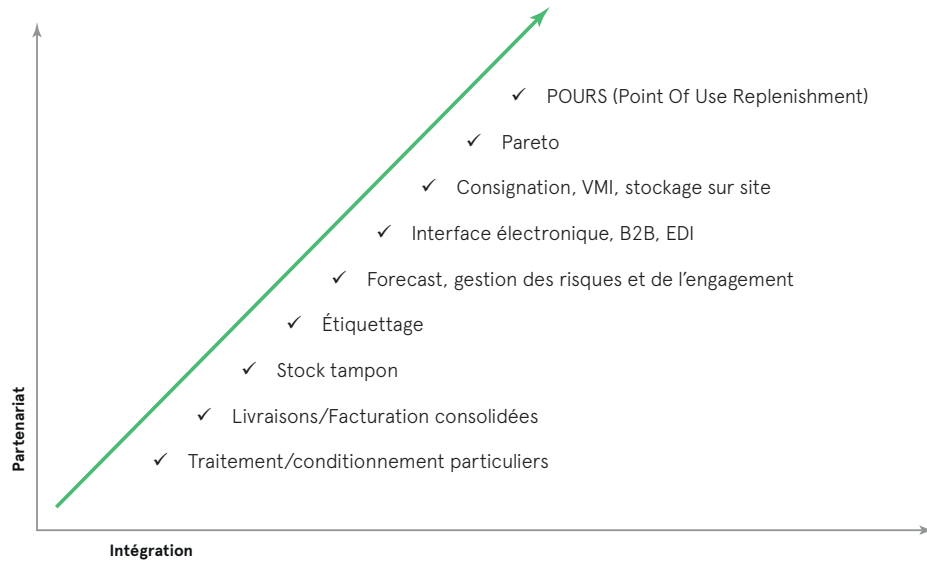 POURS (Point Of Use Replenishment)
Pareto
Consignation, VMI, stockage sur site
Interface électronique, B2B, EDI
Forecast, gestion des risques et de l'engagement
Étiquettage
Stock tampon
Livraisons/Facturation consolidées
Traitement/conditionnement particuliers
Partenariat
Intégration